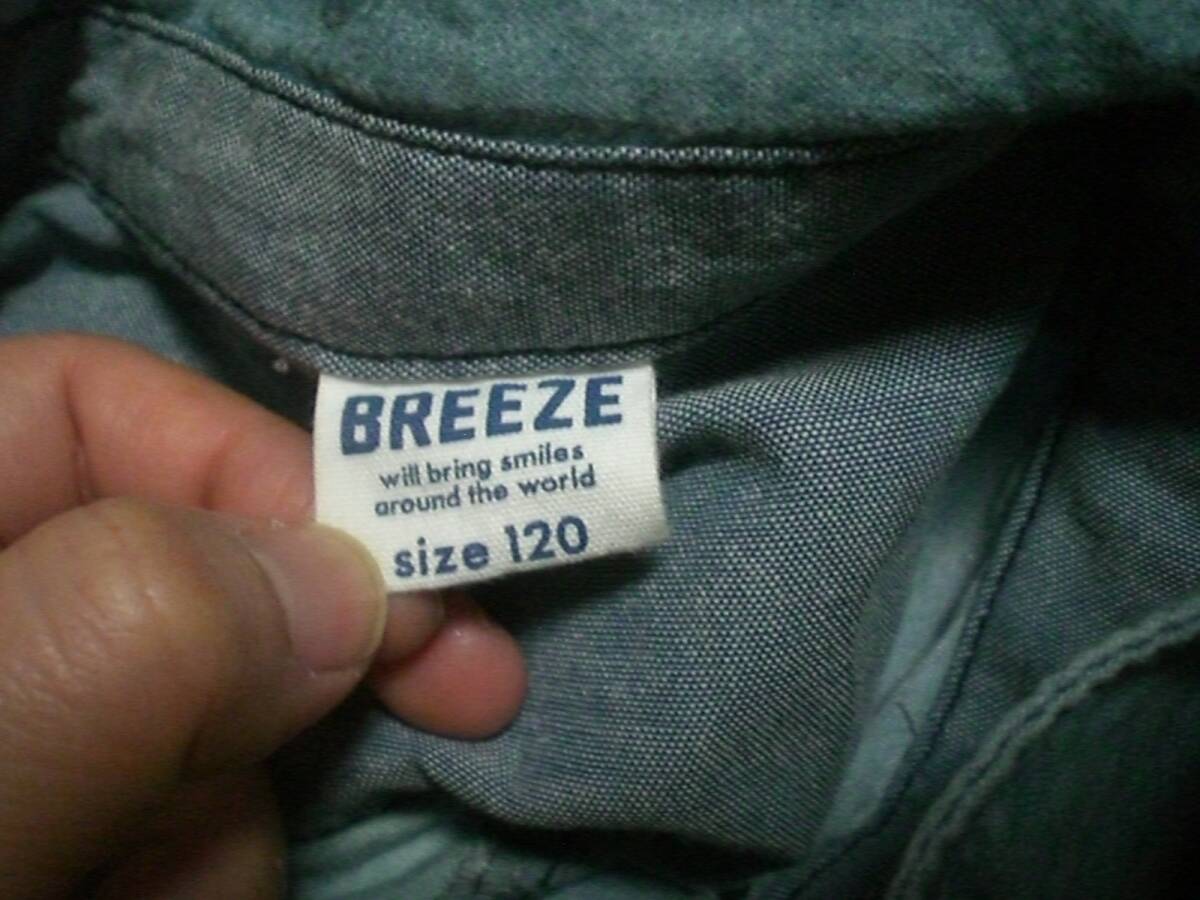 BREEZE
will bring smiles
around the world
size 120